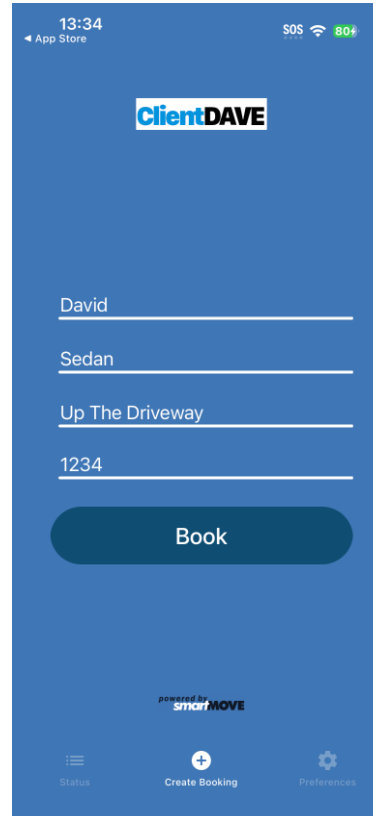 13:34
SOS
80
◀ App Store
ClientDAVE
David
Sedan
Up The Driveway
1234
Book
powered by
smartMOVE
Status
Create Booking
Preferences